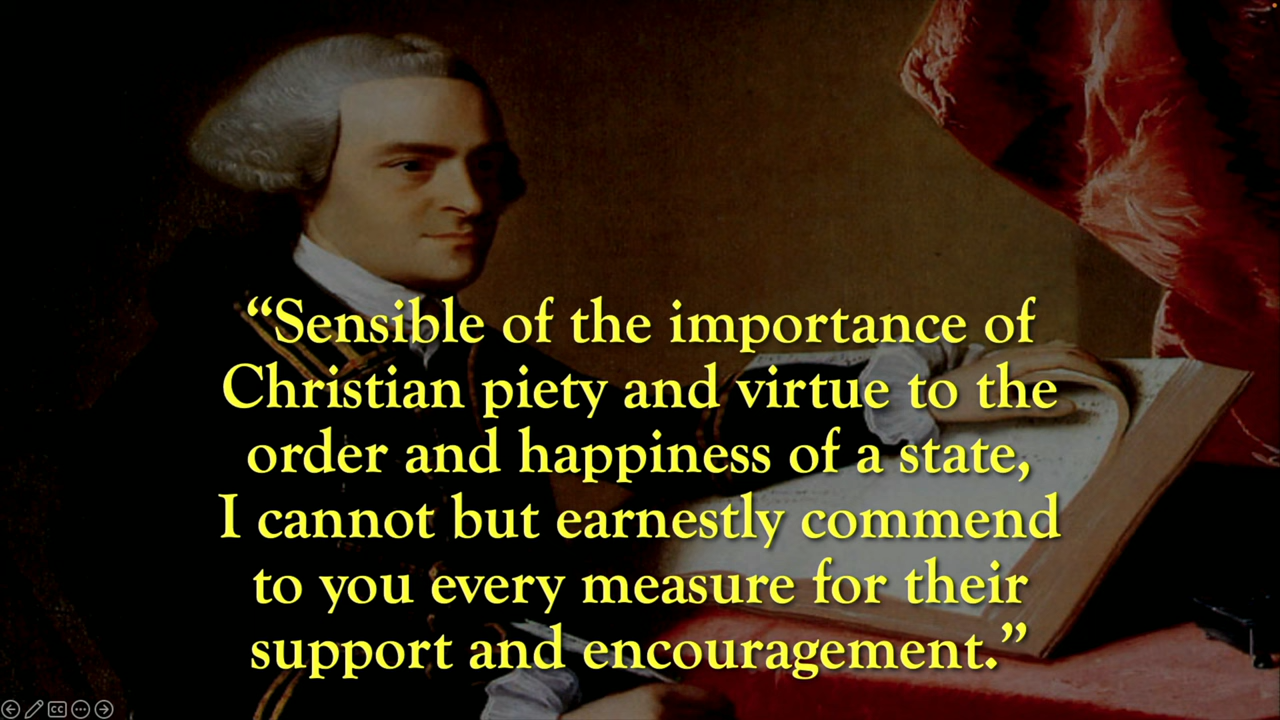 “Sensible of the importance of
Christian piety and virtue to the
order and happiness of a state,
I cannot but earnestly commend
to you every measure for their
support and encouragement.”
CC